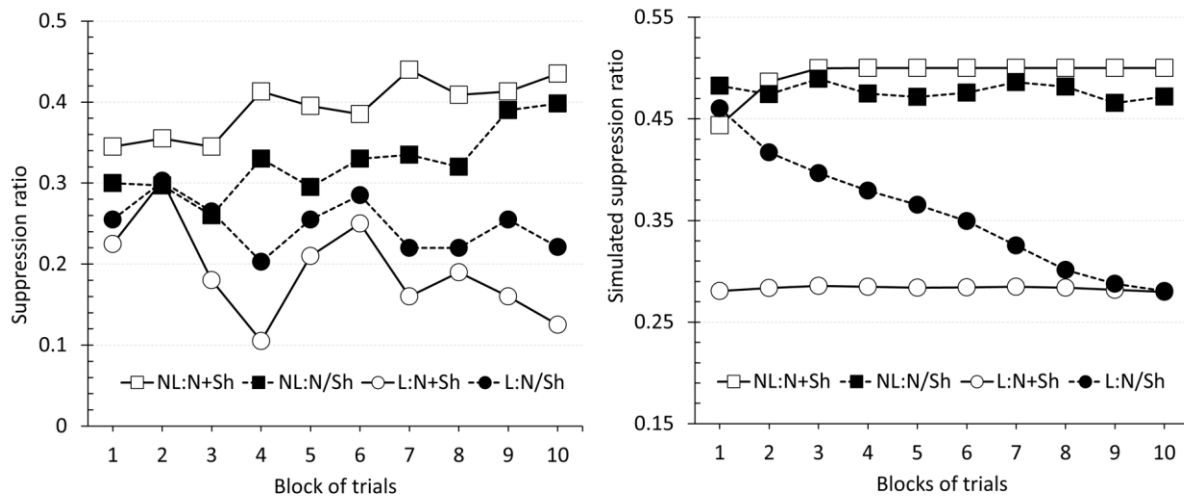 Suppression ratio
0.5
0.4
0.3
0.2
0.1
0
NL:N+Sh NL:N/Sh L:N+Sh L:N/Sh
1 2 3 4 5 6 7 8 9 10
Block of trials
Simulated suppression ratio
0.55
0.45
0.35
0.25
0.15
NL:N+Sh NL:N/Sh L:N+Sh L:N/Sh
1 2 3 4 5 6 7 8 9 10
Blocks of trials